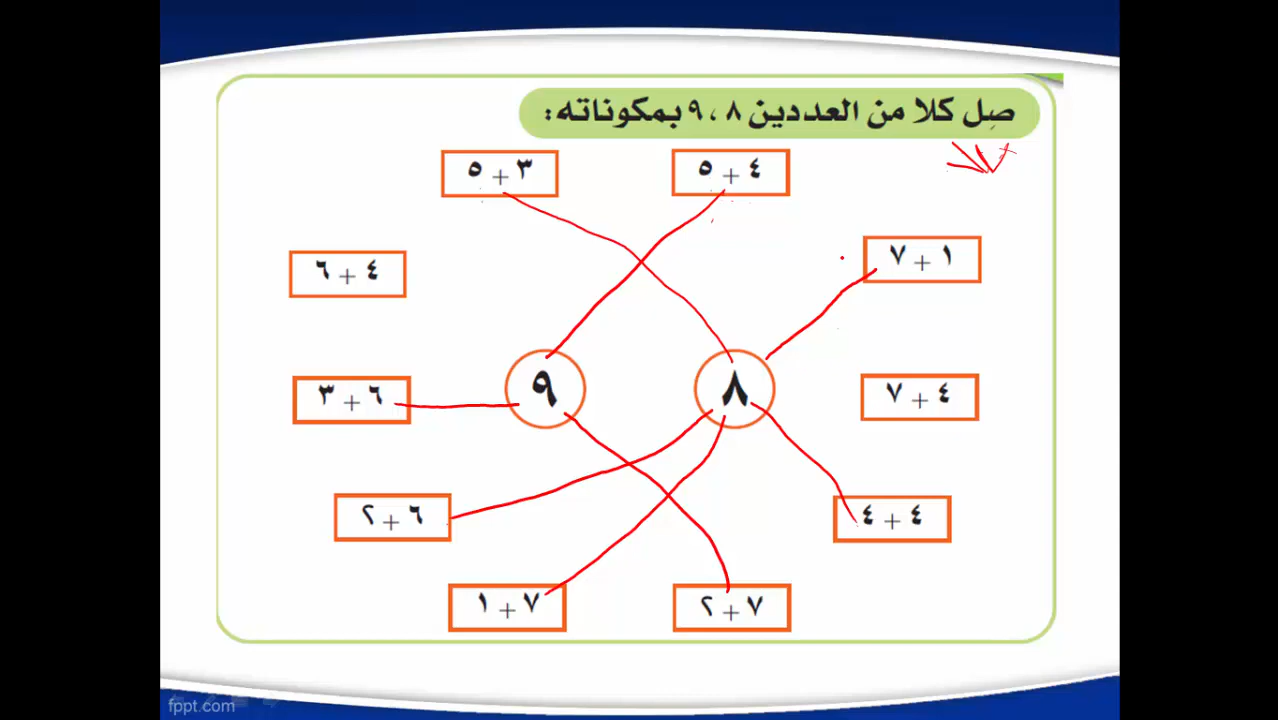 صِل كلا من العددين ٨ ، ٩ بمكوناته:
٤ + ٥
٣ + ٥
١ + ٧
٤ + ٦
٨
٩
٤ + ٧
٦ + ٣
٤ + ٤
٦ + ٢
٧ + ٢
٧ + ١
fppt.com